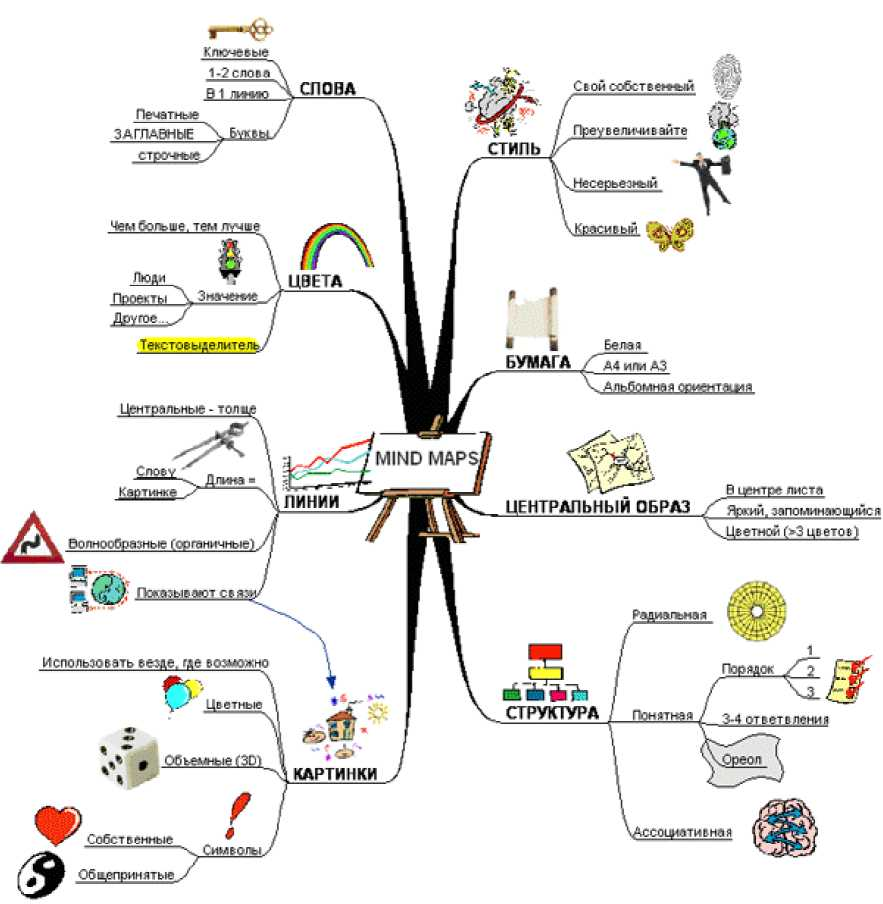 MIND MAPS
СЛОВА
Ключевые
1-2 слова
В 1 линию
Буквы
Печатные
ЗАГЛАВНЫЕ
строчные
ЦВЕТА
Чем больше, тем лучше
Значение
Люди
Проекты
Другое...
Текстовыделитель
ЛИНИИ
Центральные - толще
Длина =
Слову
Картинке
Волнообразные (органичные)
Показывают связи
КАРТИНКИ
Использовать везде, где возможно
Цветные
Объемные (3D)
Символы
Собственные
Общепринятые
СТИЛЬ
Свой собственный
Преувеличивайте
Несерьезный
Красивый
БУМАГА
Белая
А4 или А3
Альбомная ориентация
ЦЕНТРАЛЬНЫЙ ОБРАЗ
В центре листа
Яркий, запоминающийся
Цветной (>3 цветов)
СТРУКТУРА
Радиальная
Понятная
Порядок
1
2
3
3-4 ответвления
Ореол
Ассоциативная